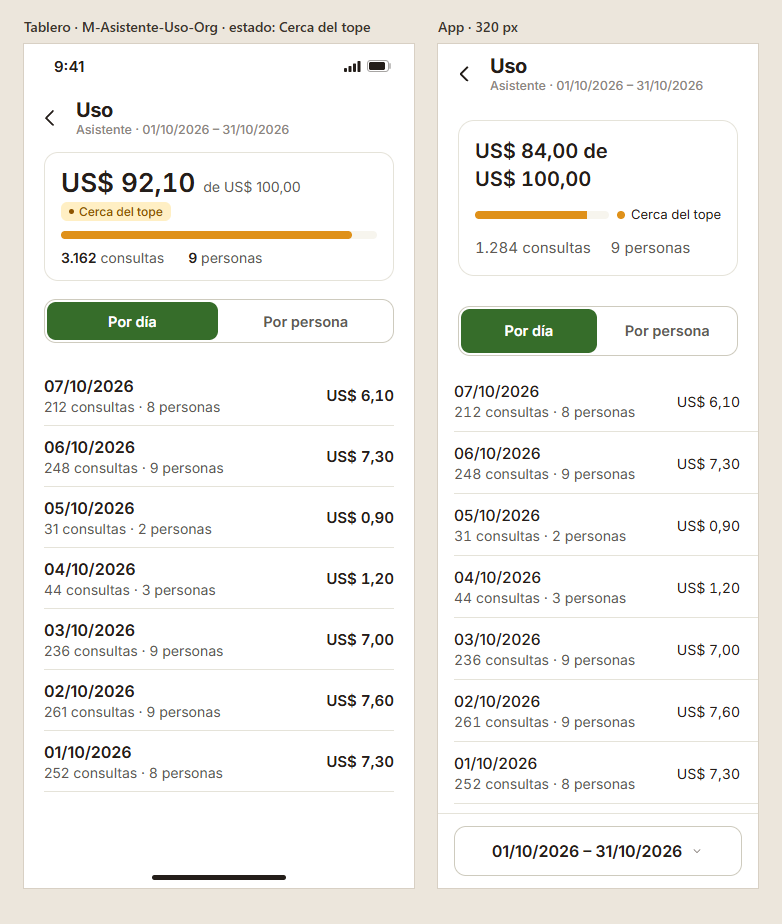 Tablero · M-Asistente-Uso-Org · estado: Cerca del tope
9:41
Uso
Asistente · 01/10/2026 – 31/10/2026
US$ 92,10 de US$ 100,00
Cerca del tope
3.162 consultas 9 personas
Por día Por persona
07/10/2026
212 consultas · 8 personas
US$ 6,10
06/10/2026
248 consultas · 9 personas
US$ 7,30
05/10/2026
31 consultas · 2 personas
US$ 0,90
04/10/2026
44 consultas · 3 personas
US$ 1,20
03/10/2026
236 consultas · 9 personas
US$ 7,00
02/10/2026
261 consultas · 9 personas
US$ 7,60
01/10/2026
252 consultas · 8 personas
US$ 7,30
App · 320 px
Uso
Asistente · 01/10/2026 – 31/10/2026
US$ 84,00 de
US$ 100,00
Cerca del tope
1.284 consultas 9 personas
Por día Por persona
07/10/2026
212 consultas · 8 personas
US$ 6,10
06/10/2026
248 consultas · 9 personas
US$ 7,30
05/10/2026
31 consultas · 2 personas
US$ 0,90
04/10/2026
44 consultas · 3 personas
US$ 1,20
03/10/2026
236 consultas · 9 personas
US$ 7,00
02/10/2026
261 consultas · 9 personas
US$ 7,60
01/10/2026
252 consultas · 8 personas
US$ 7,30
01/10/2026 – 31/10/2026